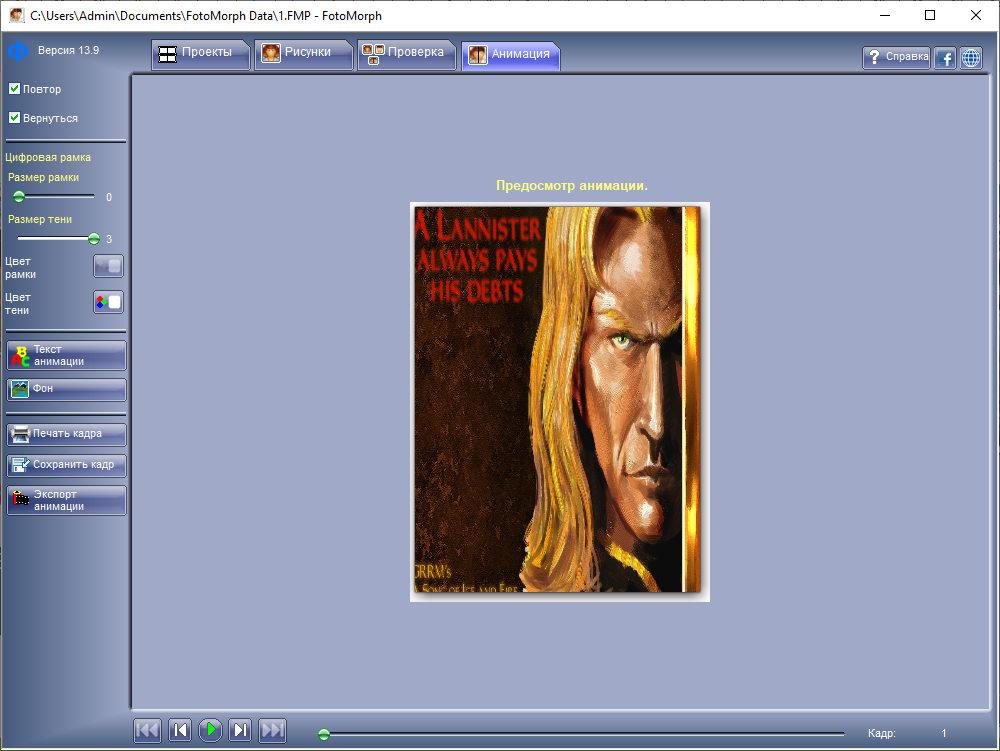 C:\Users\Admin\Documents\FotoMorph Data\1.FMP - FotoMorph
Версия 13.9
Проекты
Рисунки
Проверка
Анимация
? Справка
f
Повтор
Вернуться
Цифровая рамка
Размер рамки
0
Размер тени
3
Цвет
рамки
Цвет
тени
Текст
анимации
Фон
Печать кадра
Сохранить кадр
Экспорт
анимации
Предосмотр анимации.
A LANNISTER
ALWAYS PAYS
HIS DEBTS
GRRM's
A SONG OF ICE AND FIRE
Кадр:
1